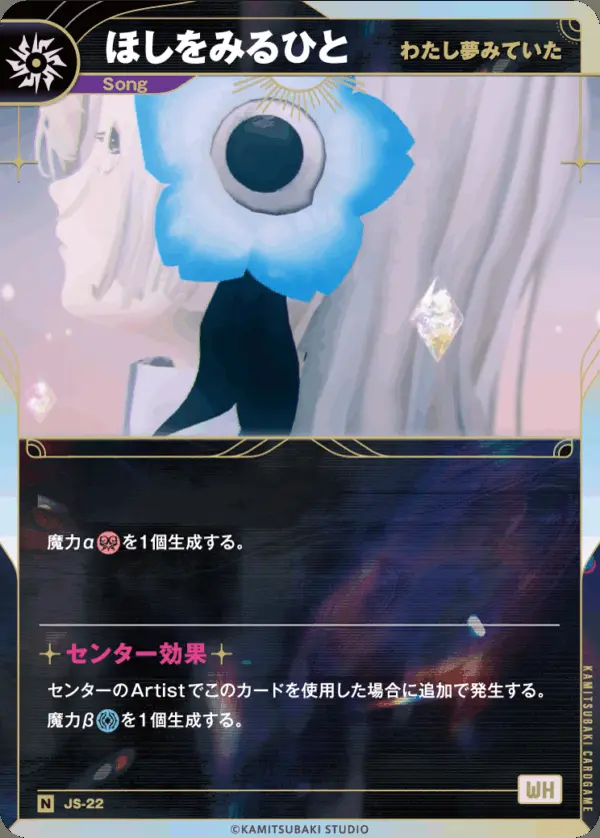 ほしをみるひと
わたし夢みていた
Song
魔力αを1個生成する。
センター効果
センターのArtistでこのカードを使用した場合に追加で発生する。
魔力βを1個生成する。
KAMITSUBAKI CARDGAME
N JS-22
WH
©KAMITSUBAKI STUDIO